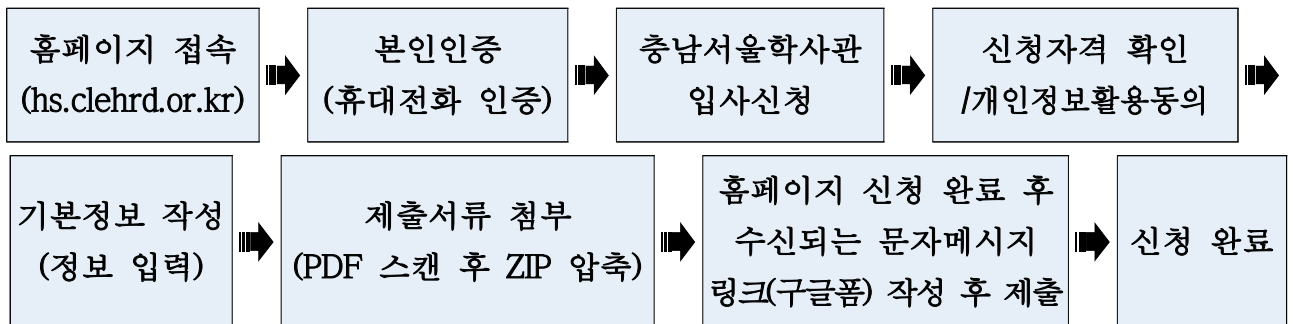 홈페이지 접속
(hs.clehrd.or.kr)
본인인증
(휴대전화 인증)
충남서울학사관
입사신청
신청자격 확인
/개인정보활용동의
기본정보 작성
(정보 입력)
제출서류 첨부
(PDF 스캔 후 ZIP 압축)
홈페이지 신청 완료 후
수신되는 문자메시지
링크(구글폼) 작성 후 제출
신청 완료